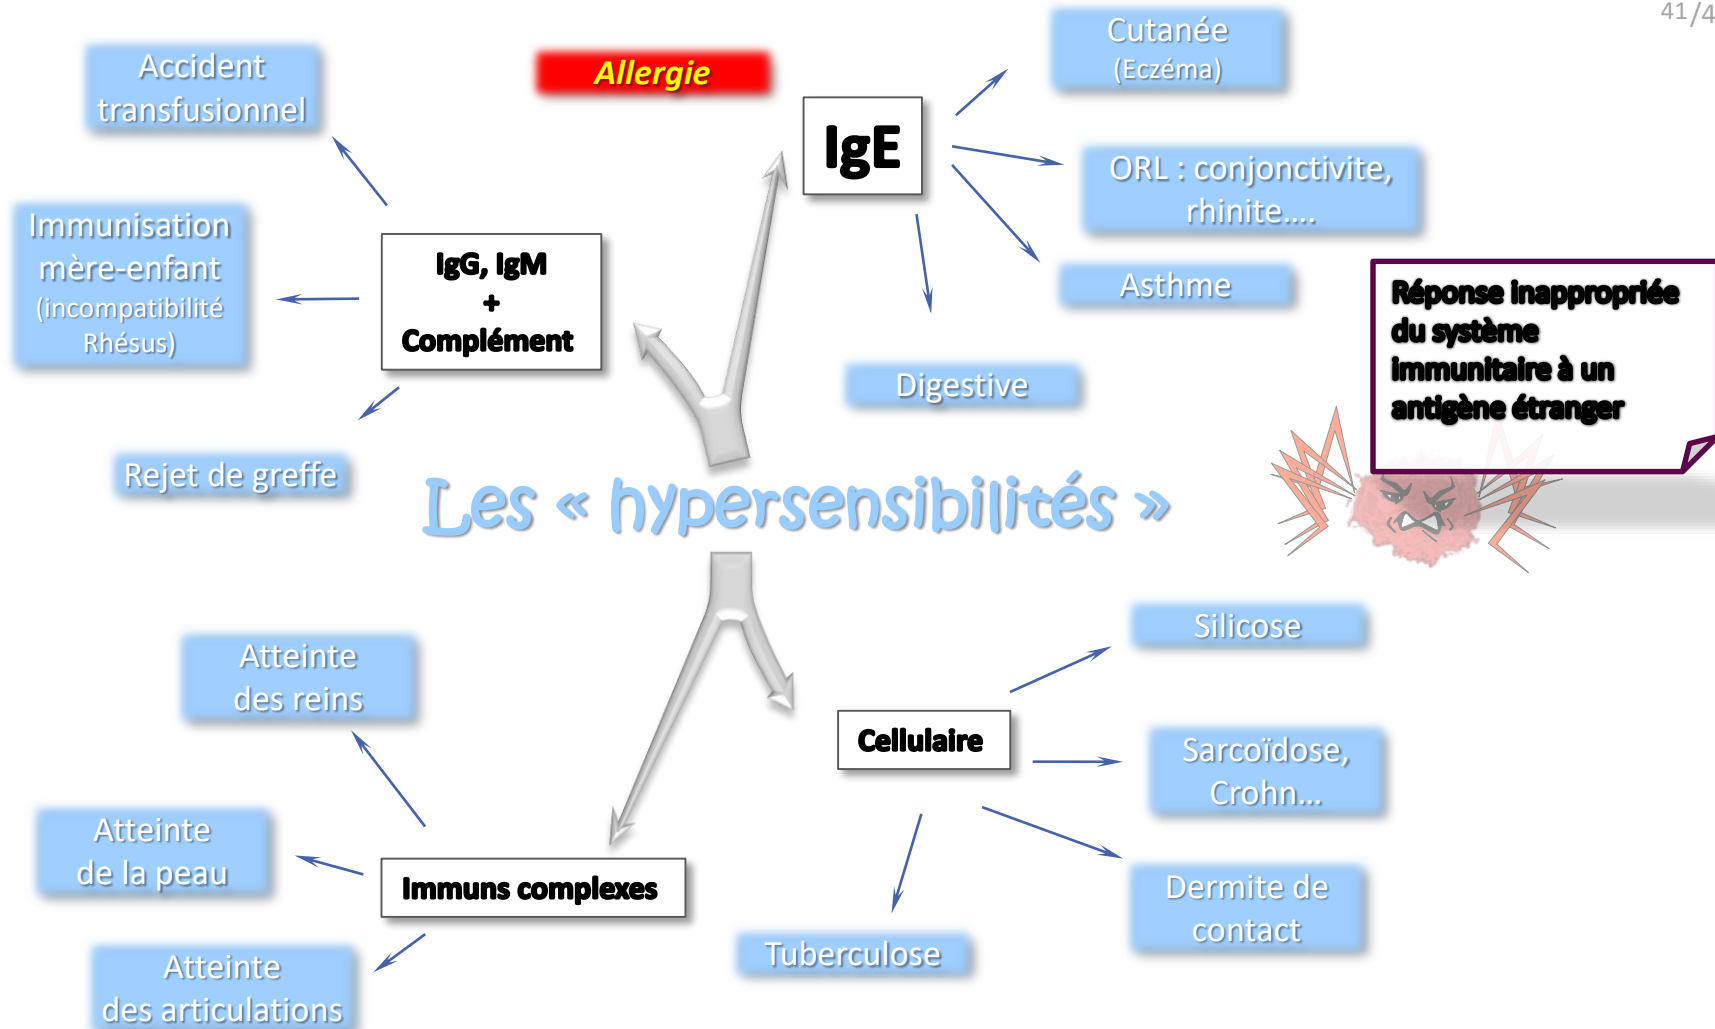 41/4
Accident
transfusionnel
Allergie
Cutanée
(Eczéma)
IgE
ORL : conjonctivite,
rhinite....
Immunisation
mère-enfant
(incompatibilité
Rhésus)
IgG, IgM
+
Complément
Asthme
Réponse inappropriée
du système
immunitaire à un
antigène étranger
Digestive
Rejet de greffe
Les « hypersensibilités »
Silicose
Atteinte
des reins
Cellulaire
Sarcoïdose,
Crohn...
Atteinte
de la peau
Immuns complexes
Dermite de
contact
Tuberculose
Atteinte
des articulations